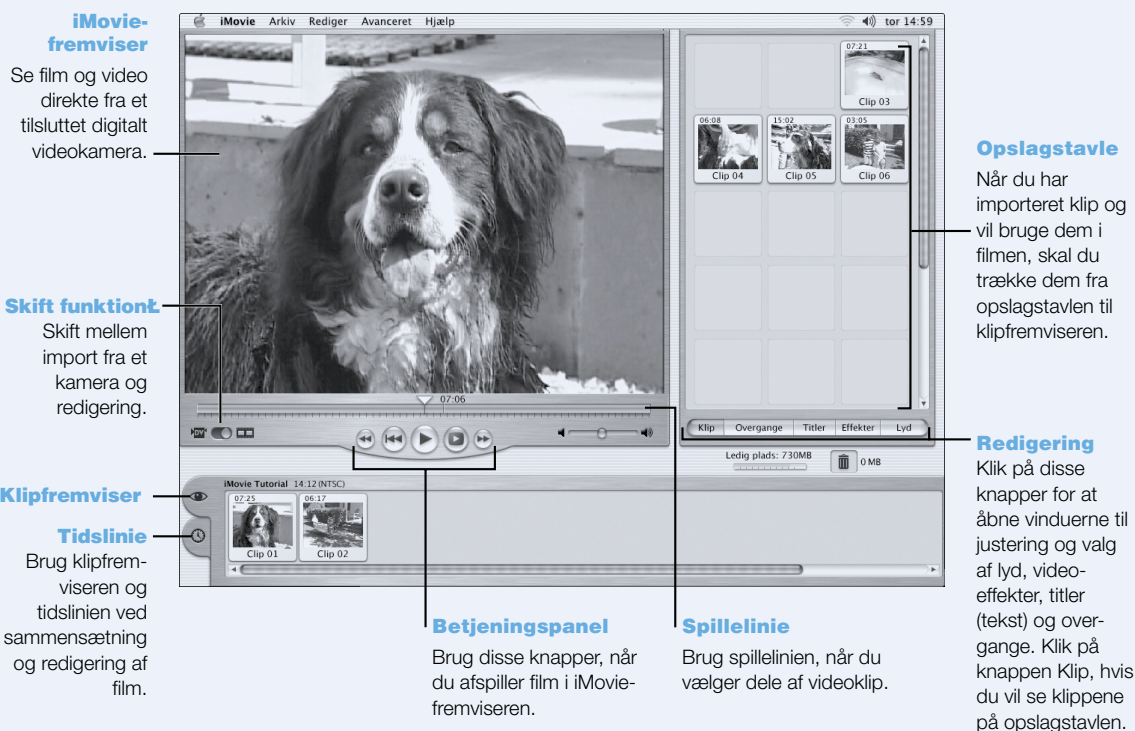 iMovie-
fremviser
Se film og video
direkte fra et
tilsluttet digitalt
videokamera.
Skift funktionŁ
Skift mellem
import fra et
kamera og
redigering.
Klipfremviser
Tidslinie
Brug klipfrem-
viseren og
tidslinien ved
sammensætning
og redigering af
film.
iMovie Arkiv Rediger Avanceret Hjælp tor 14:59
07:21
Clip 03
06:08 15:02 03:05
Clip 04 Clip 05 Clip 06
07:06
DV
Klip Overgange Titler Effekter Lyd
Ledig plads: 730MB 0 MB
iMovie Tutorial 14:12 (NTSC)
07:25 06:17
Clip 01 Clip 02
Betjeningspanel
Brug disse knapper, når
du afspiller film i iMovie-
fremviseren.
Spillelinie
Brug spillelinien, når du
vælger dele af videoklip.
Opslagstavle
Når du har
importeret klip og
vil bruge dem i
filmen, skal du
trække dem fra
opslagstavlen til
klipfremviseren.
Redigering
Klik på disse
knapper for at
åbne vinduerne til
justering og valg
af lyd, video-
effekter, titler
(tekst) og over-
gange. Klik på
knappen Klip, hvis
du vil se klippene
på opslagstavlen.